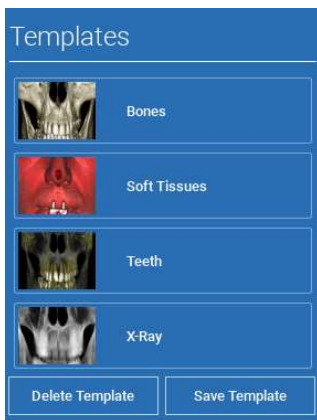 Templates
Bones
Soft Tissues
Teeth
X-Ray
Delete Template
Save Template